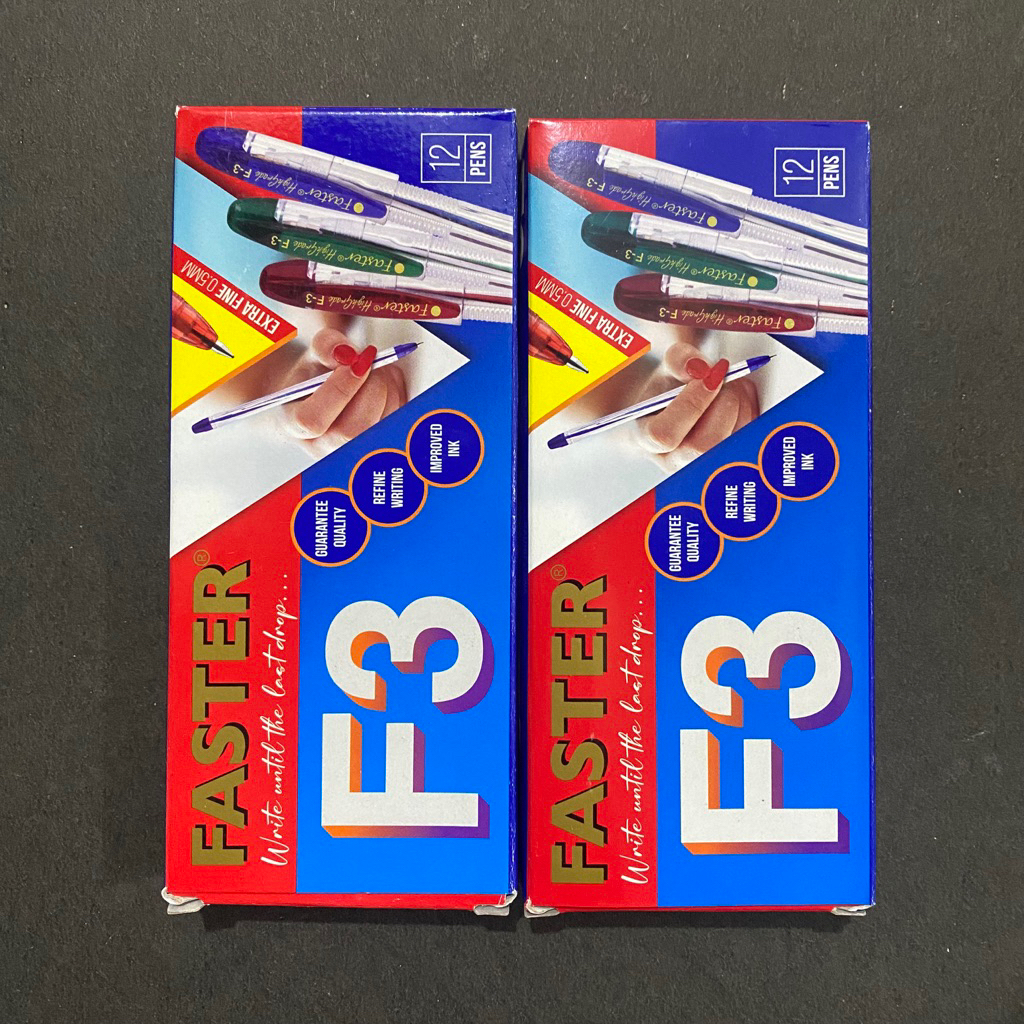 FASTER®
Write until the last drop...
F3
GUARANTEE
QUALITY
REFINE
WRITING
IMPROVED
INK
EXTRA FINE 0.5MM
Faster® HighGrade F-3
Faster® HighGrade F-3
Faster® HighGrade F-3
12
PENS
FASTER®
Write until the last drop...
F3
GUARANTEE
QUALITY
REFINE
WRITING
IMPROVED
INK
EXTRA FINE 0.5MM
Faster® HighGrade F-3
Faster® HighGrade F-3
Faster® HighGrade F-3
12
PENS